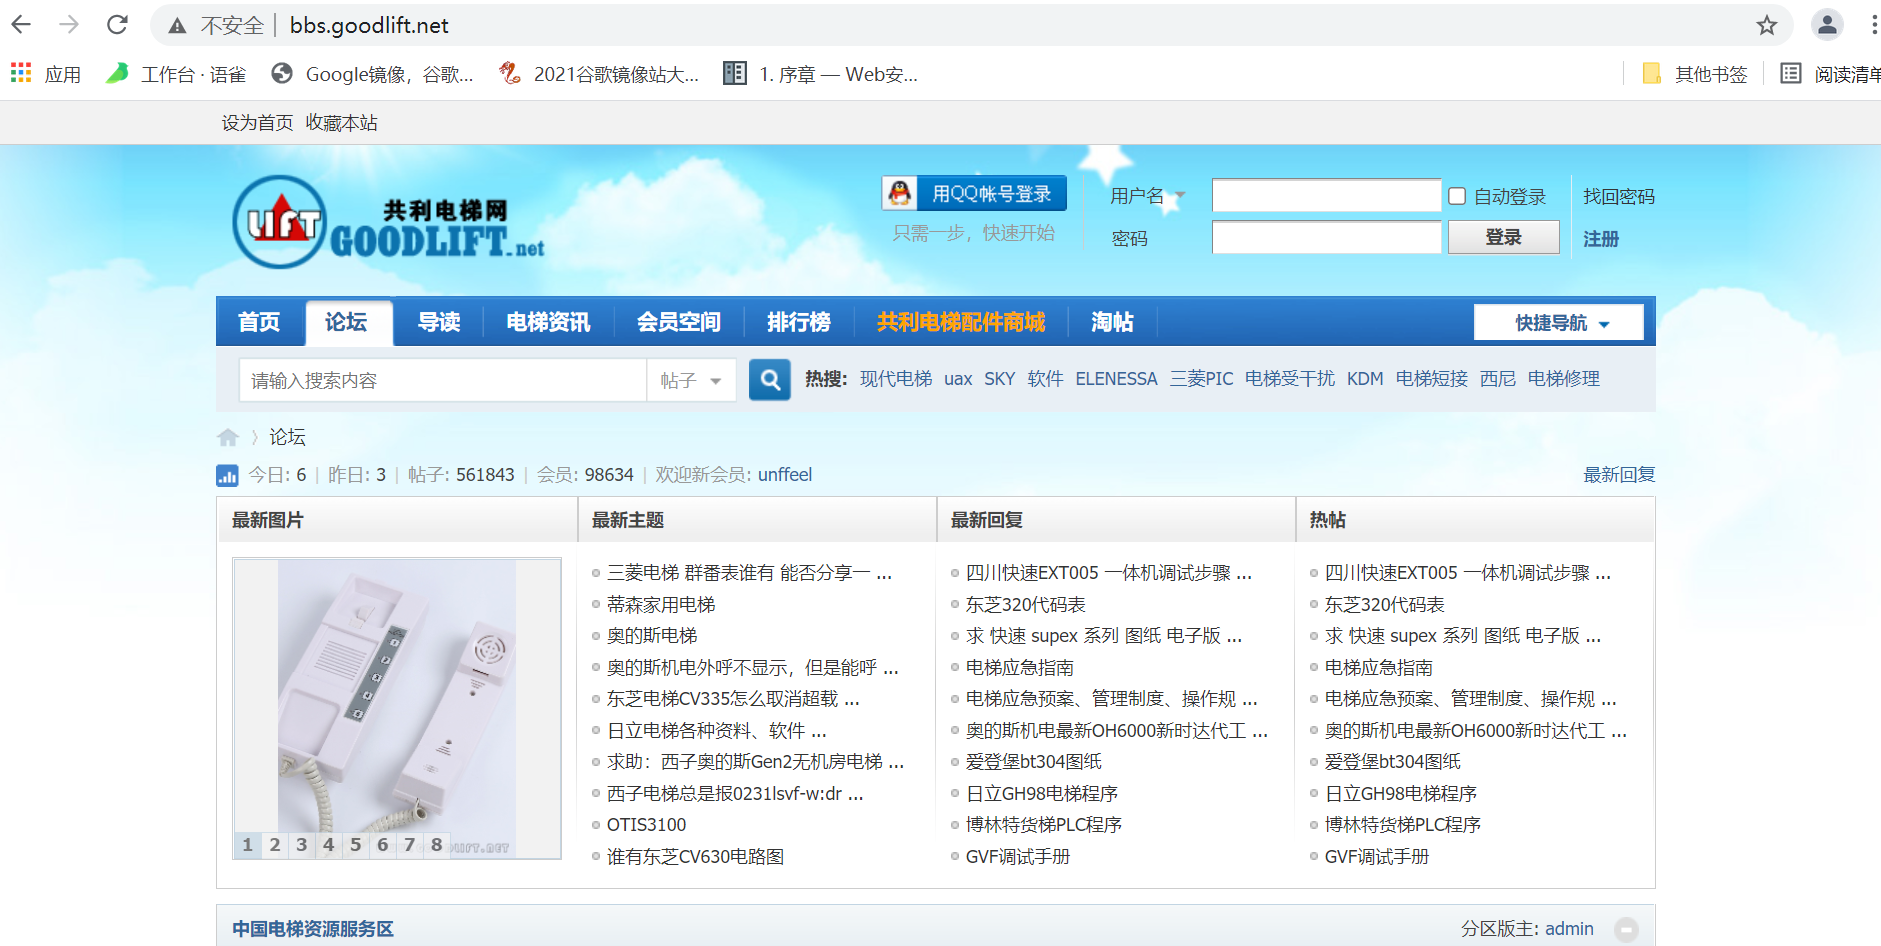 不安全 bbs.goodlift.net
应用 工作台 · 语雀 Google镜像，谷歌... 2021谷歌镜像站大... 1. 序章 — Web安... 其他书签 阅读清单
设为首页 收藏本站
LIFT 共利电梯网 GOODLIFT.net
用QQ帐号登录
只需一步，快速开始
用户名 自动登录 找回密码
密码 登录 注册
首页 论坛 导读 电梯资讯 会员空间 排行榜 共利电梯配件商城 淘帖 快捷导航
请输入搜索内容 帖子 热搜: 现代电梯 uax SKY 软件 ELENESSA 三菱PIC 电梯受干扰 KDM 电梯短接 西尼 电梯修理
论坛
今日: 6 | 昨日: 3 | 帖子: 561843 | 会员: 98634 | 欢迎新会员: unffeel 最新回复
最新图片
1 2 3 4 5 6 7 8
最新主题
三菱电梯 群番表谁有 能否分享一 ...
蒂森家用电梯
奥的斯电梯
奥的斯机电外呼不显示，但是能呼 ...
东芝电梯CV335怎么取消超载 ...
日立电梯各种资料、软件 ...
求助：西子奥的斯Gen2无机房电梯 ...
西子电梯总是报0231lsvf-w:dr ...
OTIS3100
谁有东芝CV630电路图
最新回复
四川快速EXT005 一体机调试步骤 ...
东芝320代码表
求 快速 supex 系列 图纸 电子版 ...
电梯应急指南
电梯应急预案、管理制度、操作规 ...
奥的斯机电最新OH6000新时达代工 ...
爱登堡bt304图纸
日立GH98电梯程序
博林特货梯PLC程序
GVF调试手册
热帖
四川快速EXT005 一体机调试步骤 ...
东芝320代码表
求 快速 supex 系列 图纸 电子版 ...
电梯应急指南
电梯应急预案、管理制度、操作规 ...
奥的斯机电最新OH6000新时达代工 ...
爱登堡bt304图纸
日立GH98电梯程序
博林特货梯PLC程序
GVF调试手册
中国电梯资源服务区 分区版主: admin